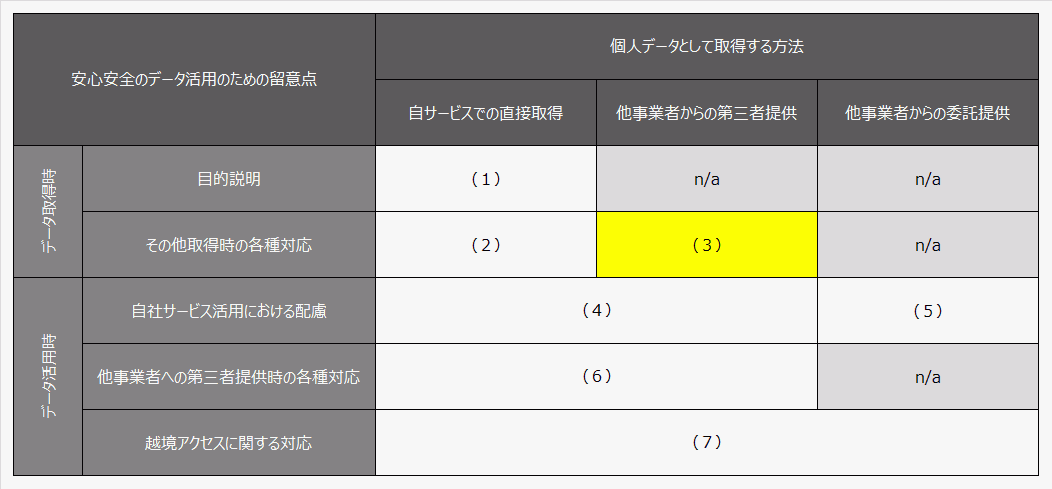 安心安全のデータ活用のための留意点
個人データとして取得する方法
自サービスでの直接取得
他事業者からの第三者提供
他事業者からの委託提供
データ取得時
目的説明
（１）
n/a
n/a
その他取得時の各種対応
（２）
（３）
n/a
データ活用時
自社サービス活用における配慮
（４）
（５）
他事業者への第三者提供時の各種対応
（６）
n/a
越境アクセスに関する対応
（７）